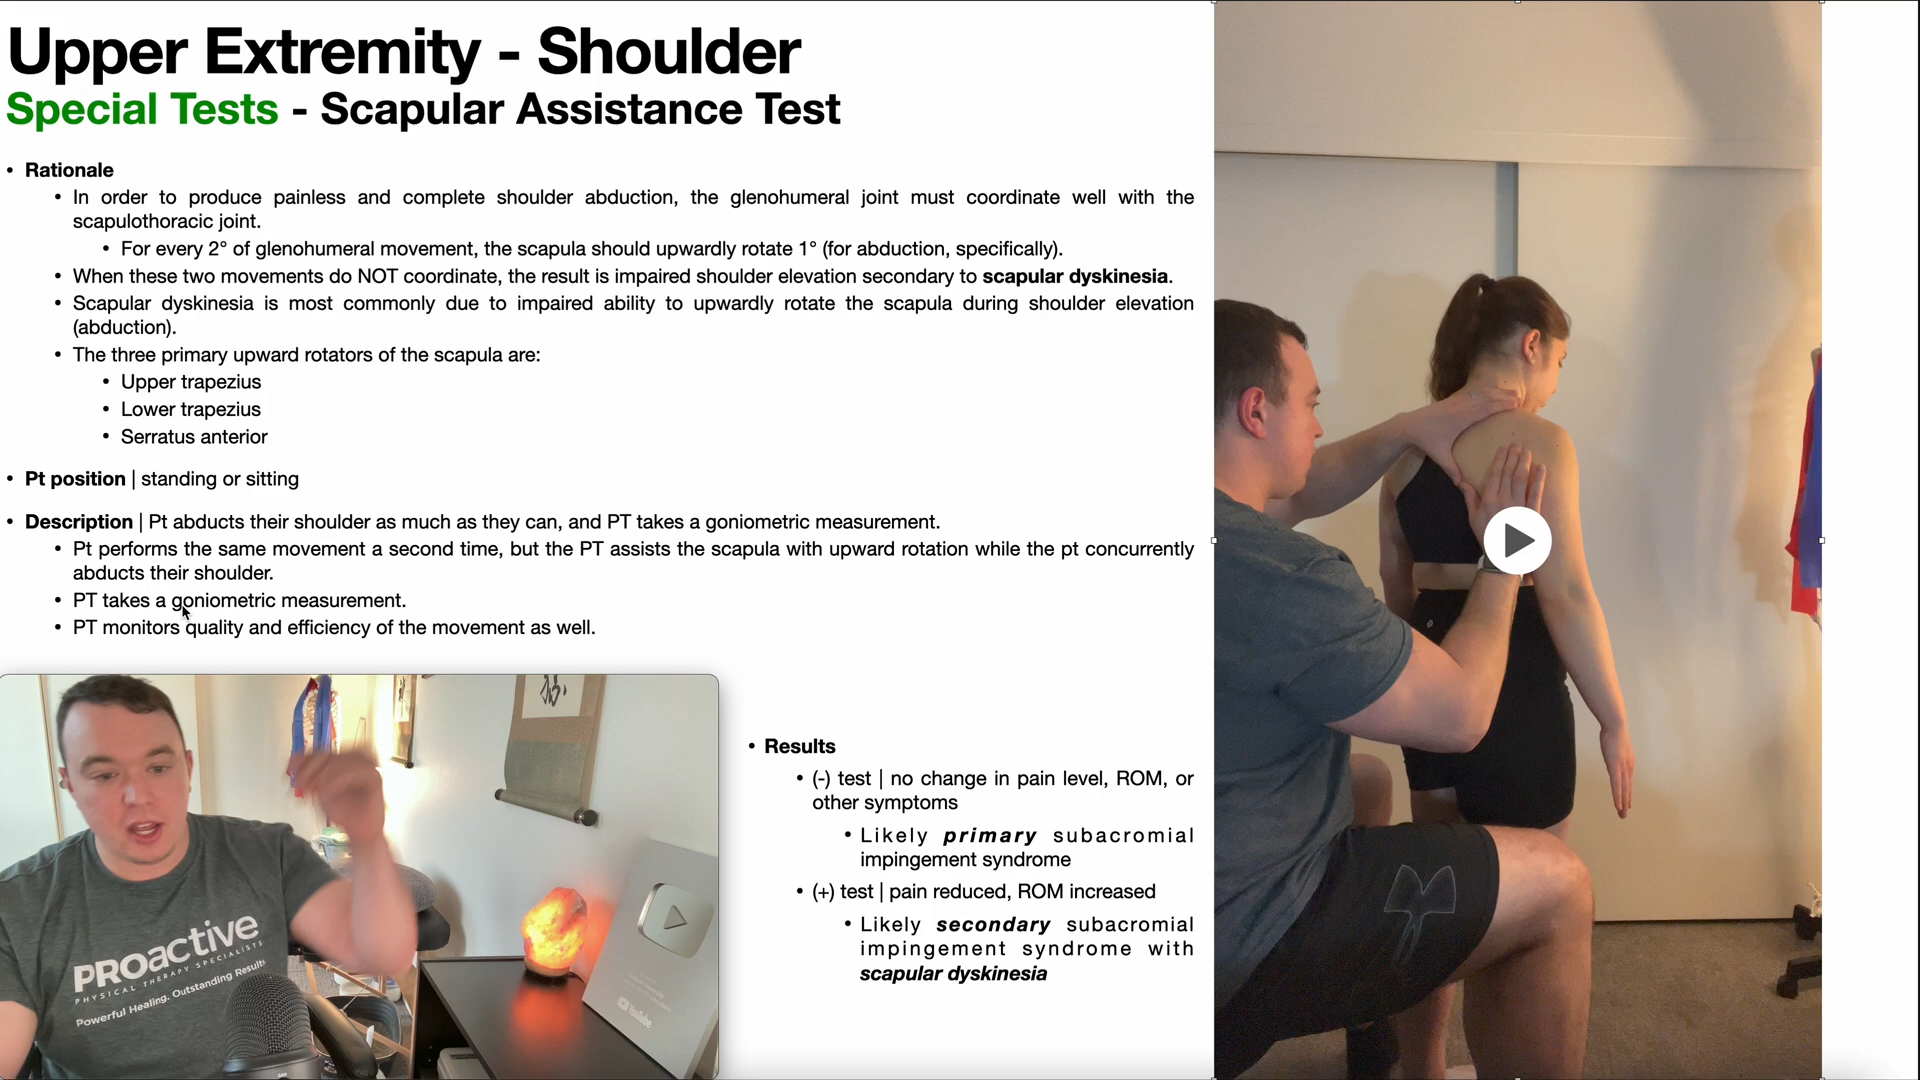 Upper Extremity - Shoulder
Special Tests - Scapular Assistance Test
• Rationale
• In order to produce painless and complete shoulder abduction, the glenohumeral joint must coordinate well with the
scapulothoracic joint.
• For every 2° of glenohumeral movement, the scapula should upwardly rotate 1° (for abduction, specifically).
• When these two movements do NOT coordinate, the result is impaired shoulder elevation secondary to scapular dyskinesia.
• Scapular dyskinesia is most commonly due to impaired ability to upwardly rotate the scapula during shoulder elevation
(abduction).
• The three primary upward rotators of the scapula are:
• Upper trapezius
• Lower trapezius
• Serratus anterior
• Pt position | standing or sitting
• Description | Pt abducts their shoulder as much as they can, and PT takes a goniometric measurement.
• Pt performs the same movement a second time, but the PT assists the scapula with upward rotation while the pt concurrently
abducts their shoulder.
• PT takes a goniometric measurement.
• PT monitors quality and efficiency of the movement as well.
• Results
• (-) test | no change in pain level, ROM, or
other symptoms
• Likely primary subacromial
impingement syndrome
• (+) test | pain reduced, ROM increased
• Likely secondary subacromial
impingement syndrome with
scapular dyskinesia
PROactive
PHYSICAL THERAPY SPECIALISTS
Powerful Healing. Outstanding Results
YouTube